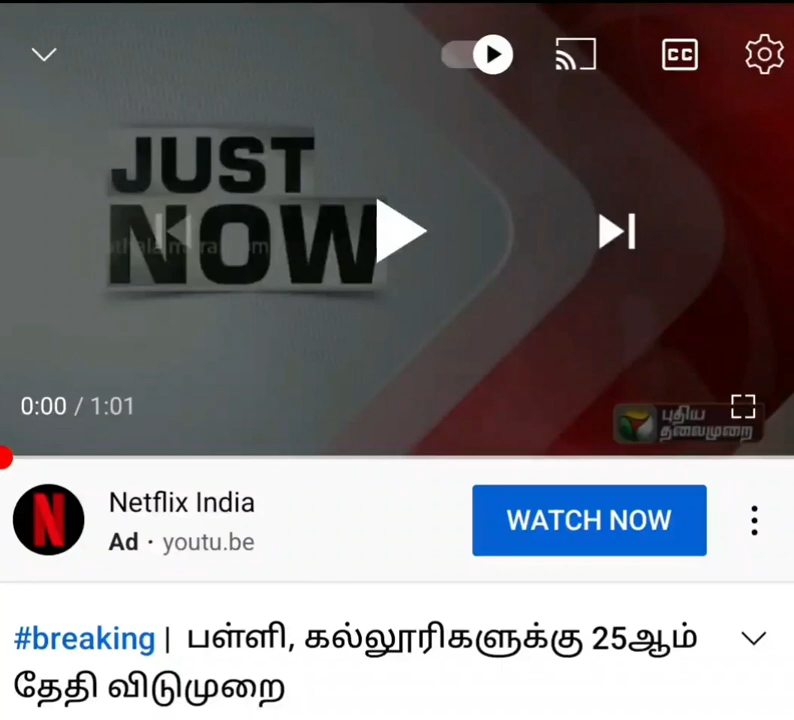 JUST
NOW
0:00 / 1:01
புதிய
தலைமுறை
Netflix India
Ad · youtu.be
WATCH NOW
#breaking | பள்ளி, கல்லூரிகளுக்கு 25ஆம்
தேதி விடுமுறை